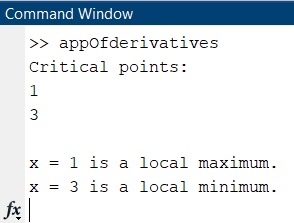 Command Window
>> appOfderivatives
Critical points:
1
3
x = 1 is a local maximum.
x = 3 is a local minimum.
fx